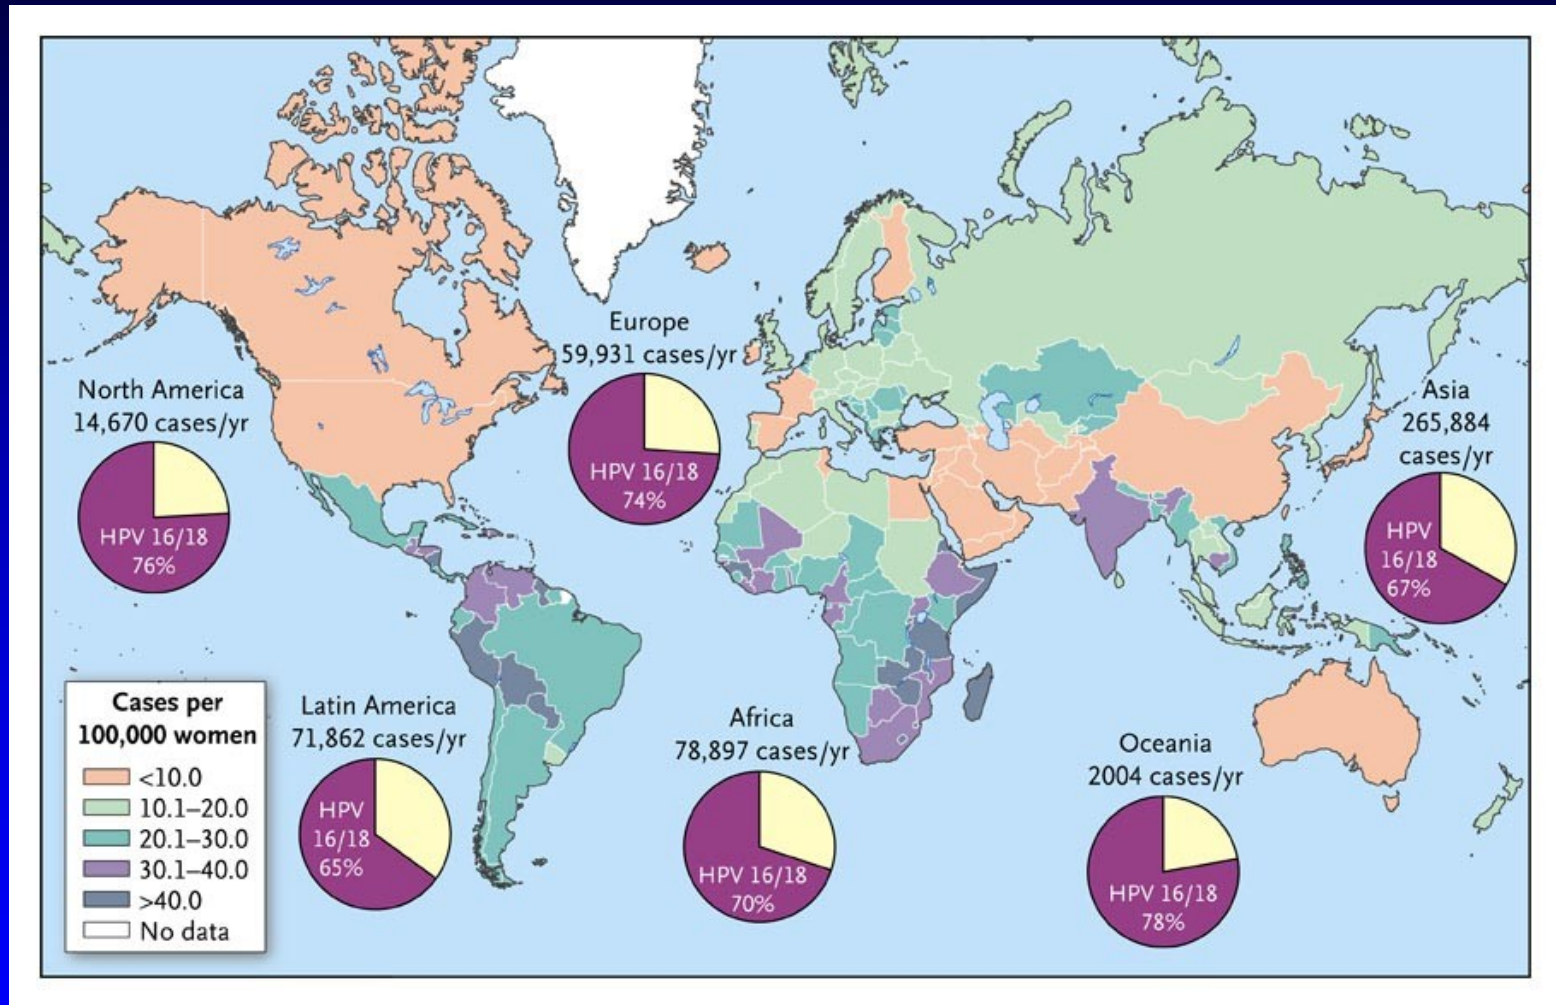 Europe
59,931 cases/yr
HPV 16/18
74%
North America
14,670 cases/yr
HPV 16/18
76%
Asia
265,884
cases/yr
HPV
16/18
67%
Latin America
71,862 cases/yr
HPV
16/18
65%
Africa
78,897 cases/yr
HPV 16/18
70%
Oceania
2004 cases/yr
HPV 16/18
78%
Cases per
100,000 women
<10.0
10.1–20.0
20.1–30.0
30.1–40.0
>40.0
No data